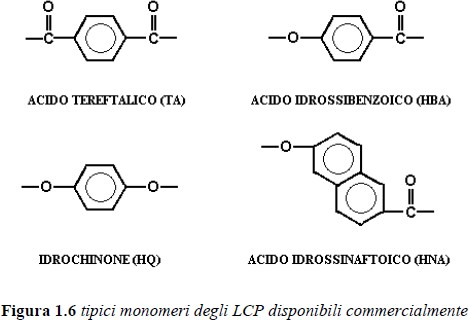 O O O
C C O C
ACIDO TEREFTALICO (TA) ACIDO IDROSSIBENZOICO (HBA)
O
O O O
C
IDROCHINONE (HQ) ACIDO IDROSSINAFTOICO (HNA)
Figura 1.6 tipici monomeri degli LCP disponibili commercialmente